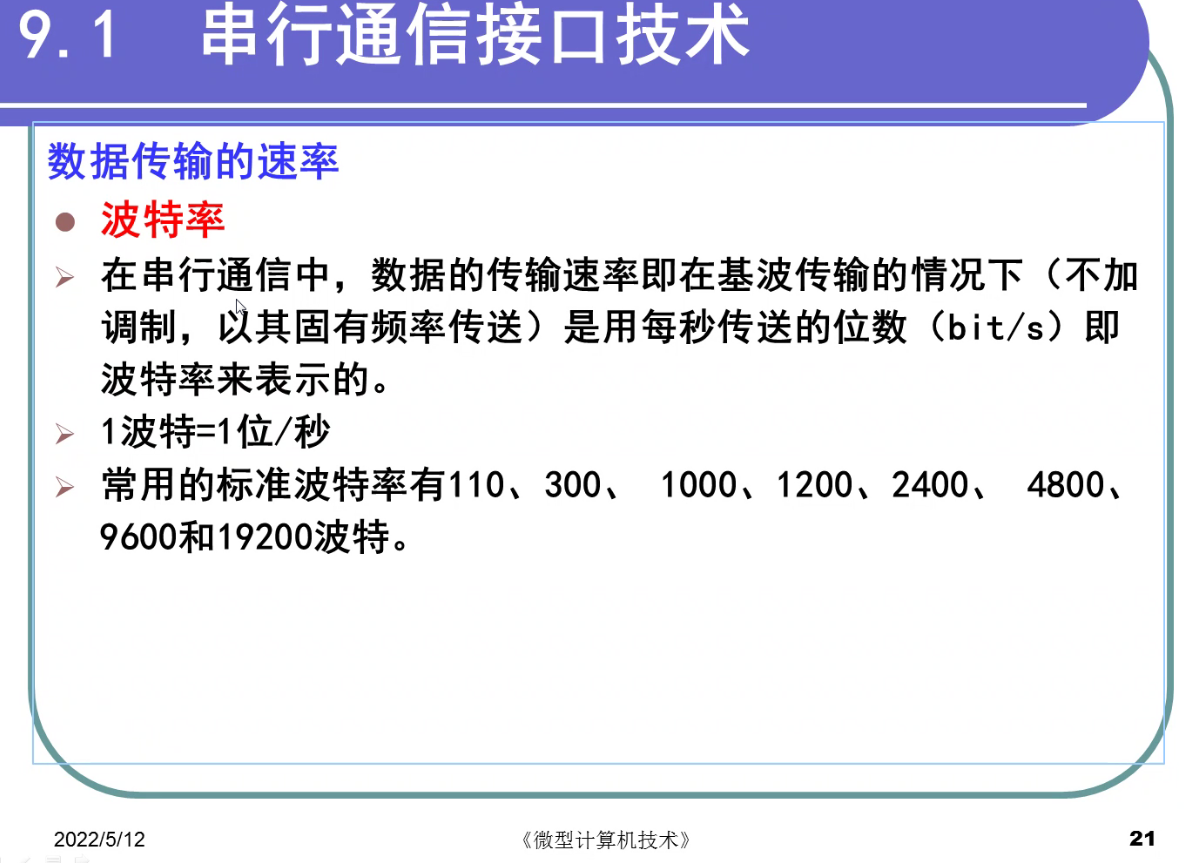 9.1 串行通信接口技术
数据传输的速率
● 波特率
➢ 在串行通信中，数据的传输速率即在基波传输的情况下（不加
调制，以其固有频率传送）是用每秒传送的位数（bit/s）即
波特率来表示的。
➢ 1波特=1位/秒
➢ 常用的标准波特率有110、300、 1000、1200、2400、 4800、
9600和19200波特。
2022/5/12 《微型计算机技术》 21